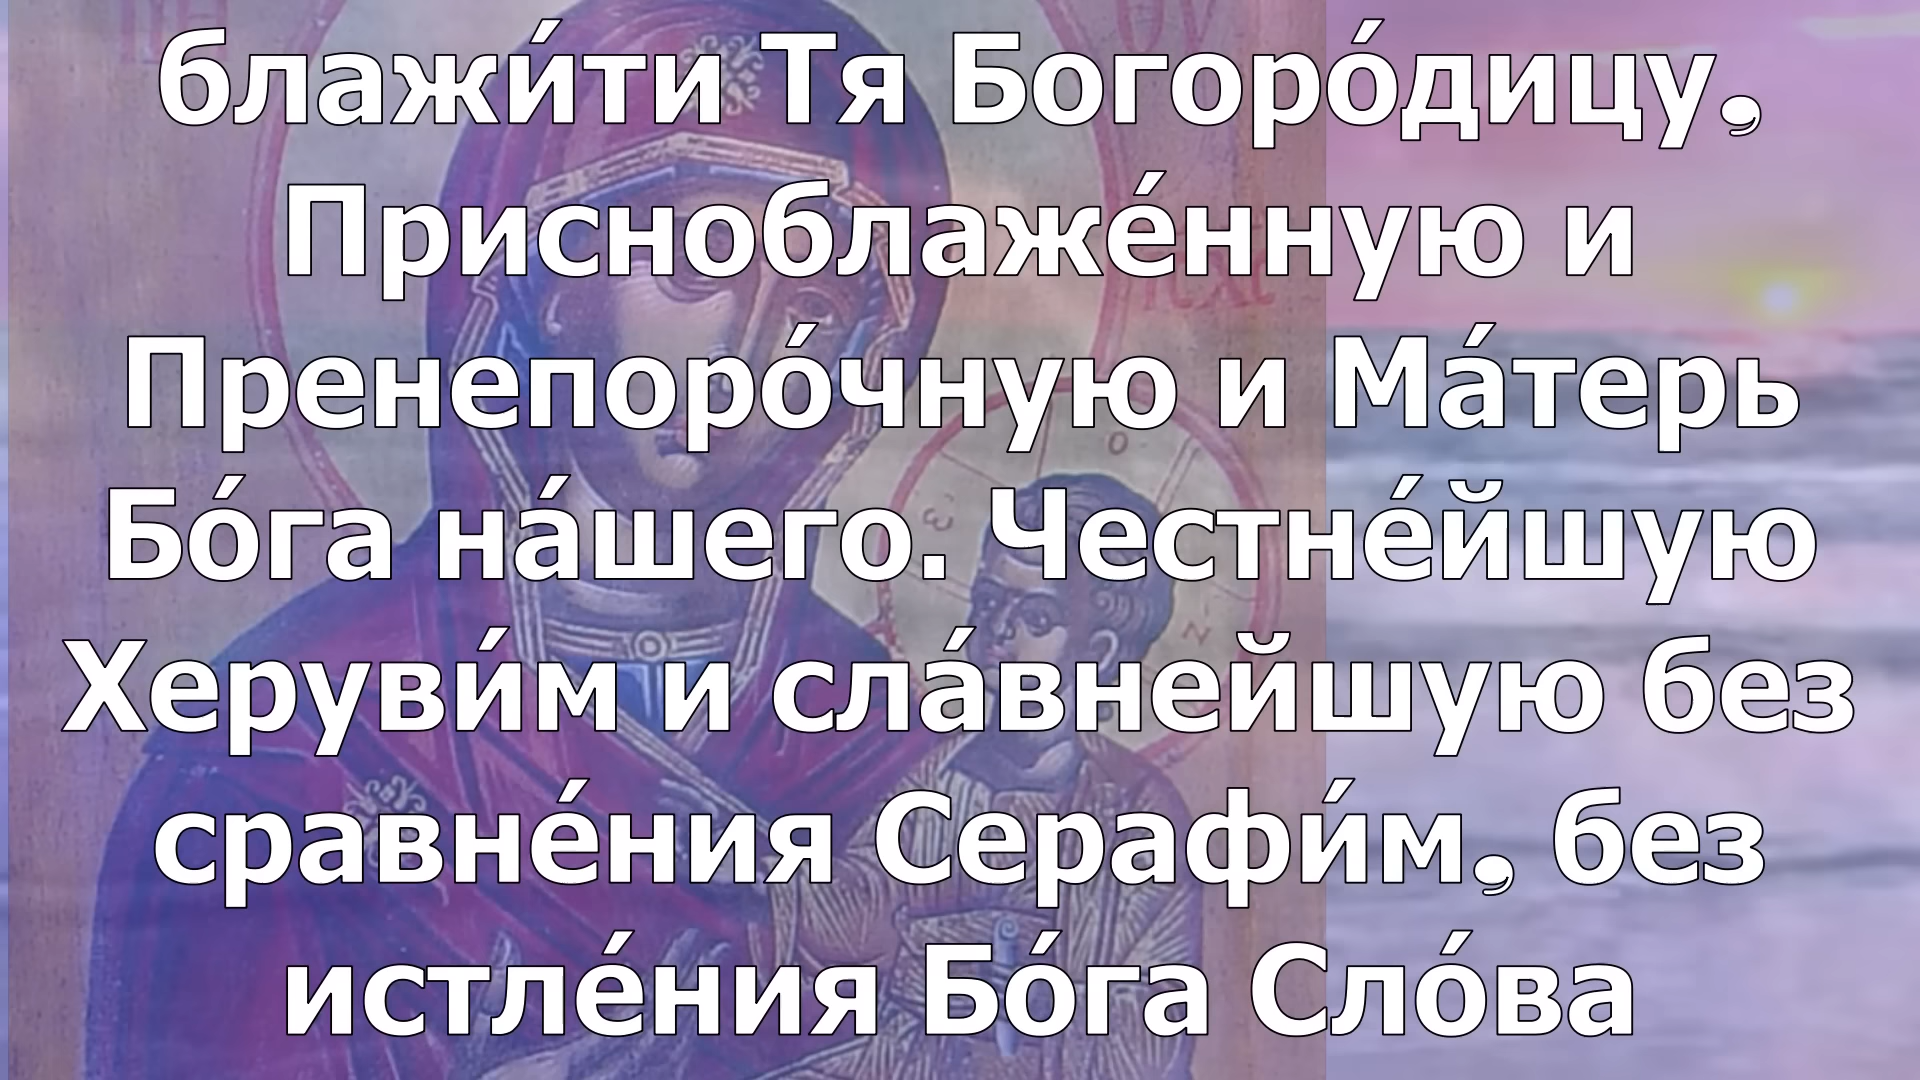 блажи́ти Тя Богоро́дицу,
Присноблаже́нную и
Пренепоро́чную и Ма́терь
Бо́га на́шего. Честне́йшую
Херуви́м и сла́внейшую без
сравне́ния Серафи́м, без
истле́ния Бо́га Сло́ва